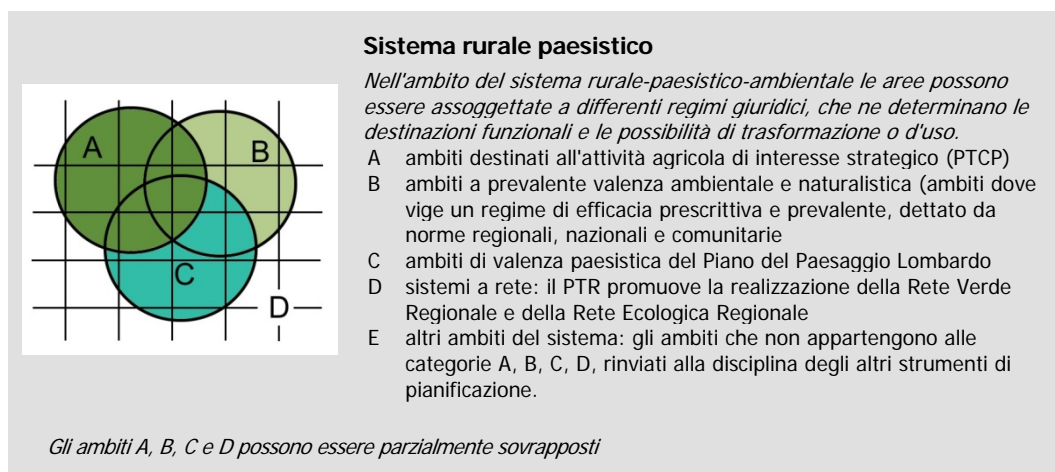 Sistema rurale paesistico
Nell'ambito del sistema rurale-paesistico-ambientale le aree possono
essere assoggettate a differenti regimi giuridici, che ne determinano le
destinazioni funzionali e le possibilità di trasformazione o d'uso.
A ambiti destinati all'attività agricola di interesse strategico (PTCP)
B ambiti a prevalente valenza ambientale e naturalistica (ambiti dove
vige un regime di efficacia prescrittiva e prevalente, dettato da
norme regionali, nazionali e comunitarie
C ambiti di valenza paesistica del Piano del Paesaggio Lombardo
D sistemi a rete: il PTR promuove la realizzazione della Rete Verde
Regionale e della Rete Ecologica Regionale
E altri ambiti del sistema: gli ambiti che non appartengono alle
categorie A, B, C, D, rinviati alla disciplina degli altri strumenti di
pianificazione.
A
B
C
D
Gli ambiti A, B, C e D possono essere parzialmente sovrapposti